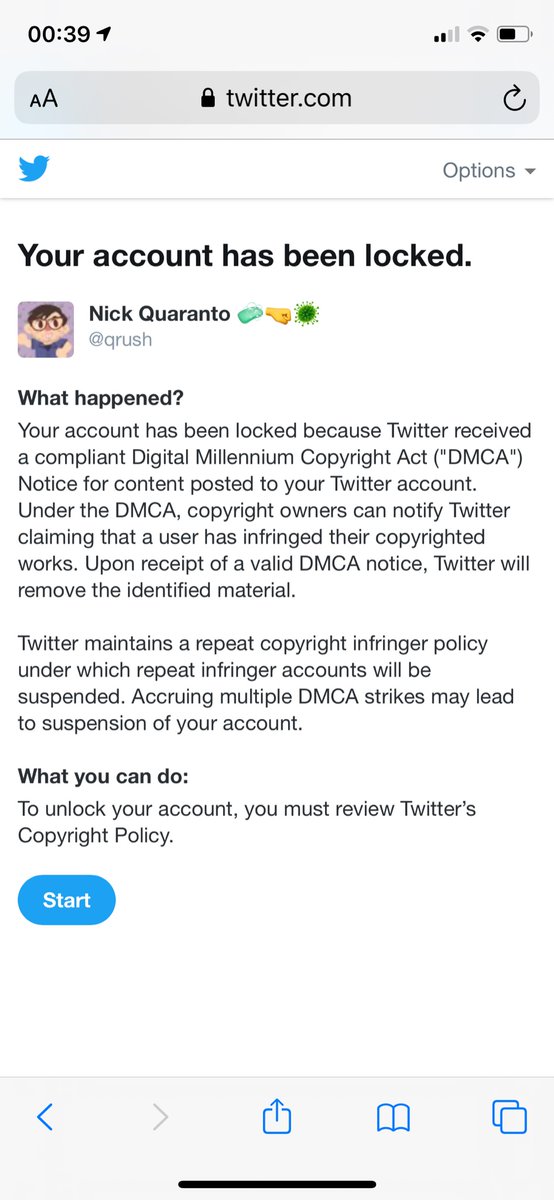 00:39
AA twitter.com
Options
Your account has been locked.
Nick Quaranto 🧼🤜🦠
@qrush
What happened?
Your account has been locked because Twitter received
a compliant Digital Millennium Copyright Act ("DMCA")
Notice for content posted to your Twitter account.
Under the DMCA, copyright owners can notify Twitter
claiming that a user has infringed their copyrighted
works. Upon receipt of a valid DMCA notice, Twitter will
remove the identified material.
Twitter maintains a repeat copyright infringer policy
under which repeat infringer accounts will be
suspended. Accruing multiple DMCA strikes may lead
to suspension of your account.
What you can do:
To unlock your account, you must review Twitter’s
Copyright Policy.
Start